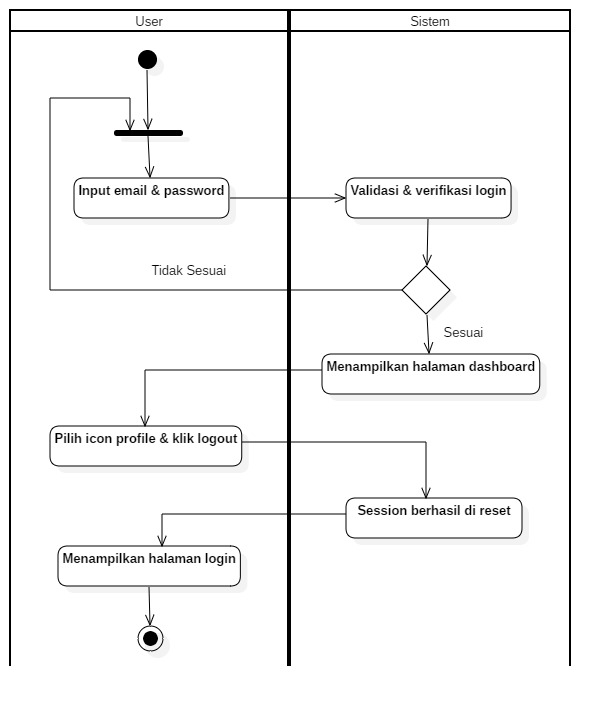 User
Sistem
Input email & password
Validasi & verifikasi login
Tidak Sesuai
Sesuai
Menampilkan halaman dashboard
Pilih icon profile & klik logout
Session berhasil di reset
Menampilkan halaman login